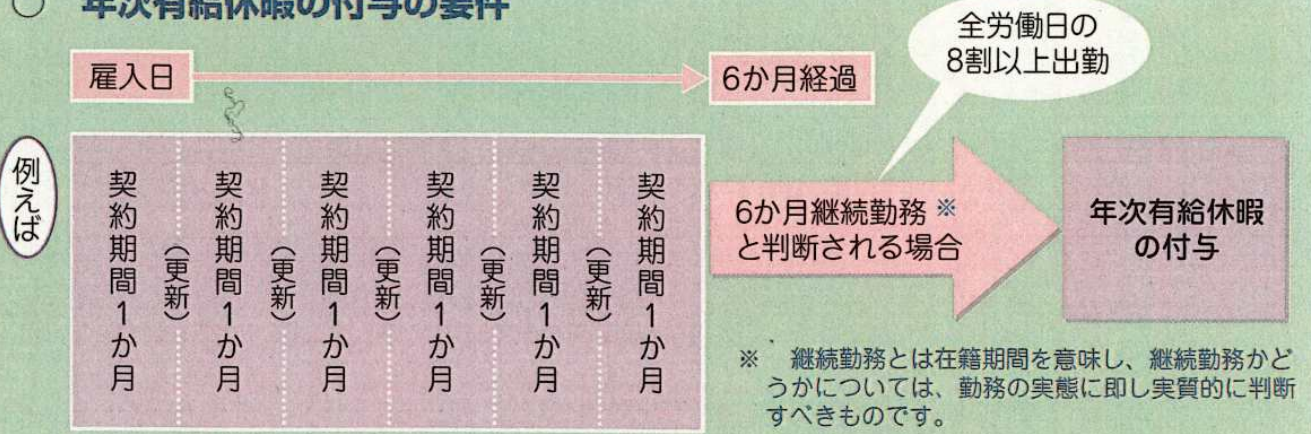 ○ 年次有給休暇の付与の要件
全労働日の
8割以上出勤
雇入日
6か月経過
例えば
契約期間1か月
(更新)
契約期間1か月
(更新)
契約期間1か月
(更新)
契約期間1か月
(更新)
契約期間1か月
(更新)
契約期間1か月
6か月継続勤務※
と判断される場合
年次有給休暇
の付与
※ 継続勤務とは在籍期間を意味し、継続勤務かど
うかについては、勤務の実態に即し実質的に判断
すべきものです。